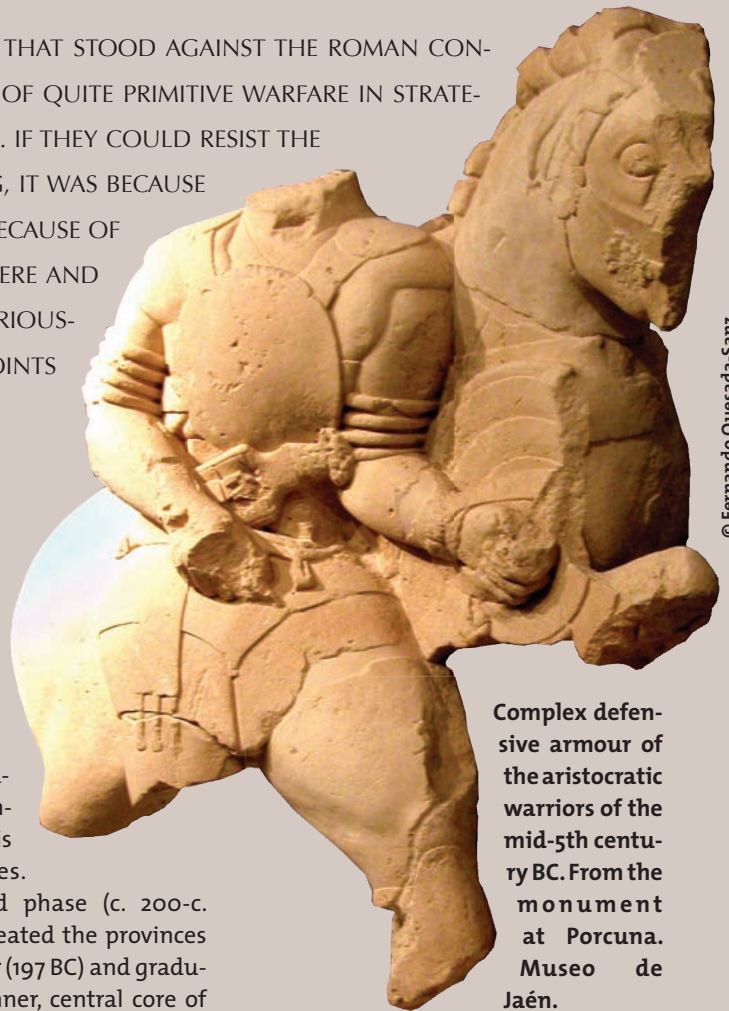 THAT STOOD AGAINST THE ROMAN CON-
OF QUITE PRIMITIVE WARFARE IN STRATE-
. IF THEY COULD RESIST THE
, IT WAS BECAUSE
ECAUSE OF
ERE AND
RIOUS-
OINTS
© Fernando Quesada-Sanz
is
es.
d phase (c. 200-c.
eated the provinces
r (197 BC) and gradu-
nner, central core of
Complex defen-
sive armour of
the aristocratic
warriors of the
mid-5th centu-
ry BC. From the
monument
at Porcuna.
Museo de
Jaén.